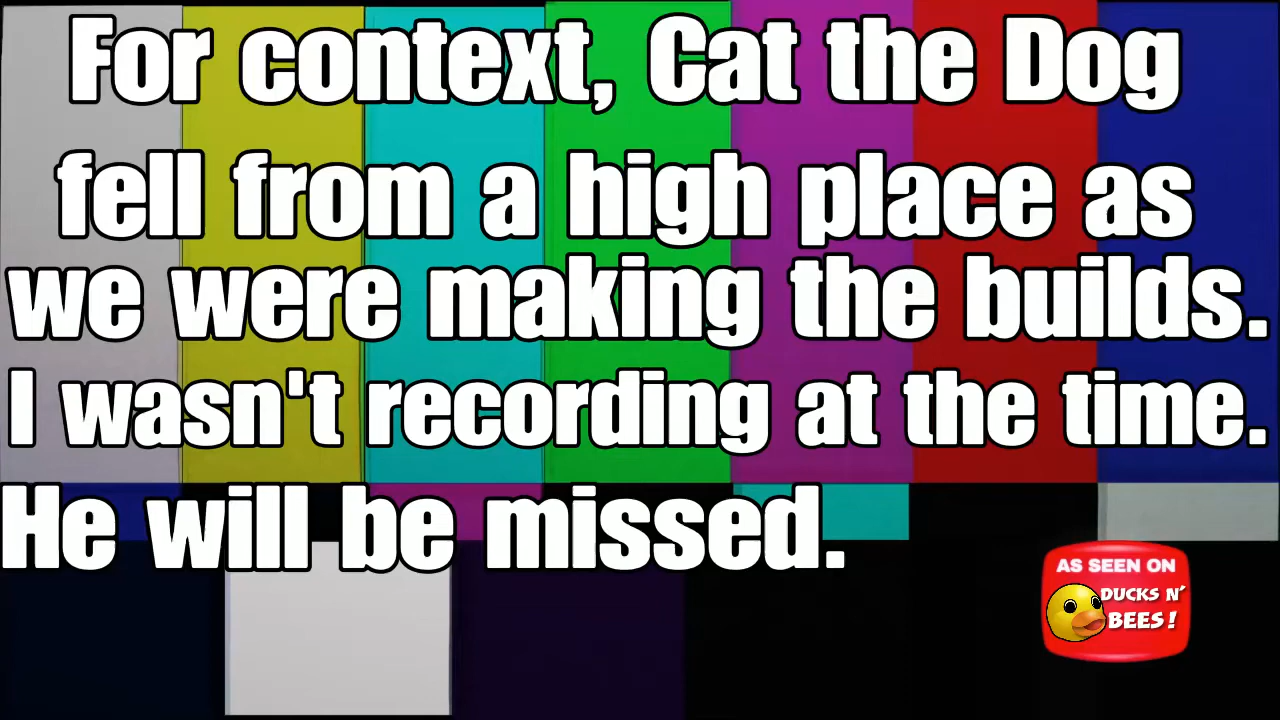 For context, Cat the Dog
fell from a high place as
we were making the builds.
I wasn't recording at the time.
He will be missed.
AS SEEN ON
DUCKS N'
BEES!